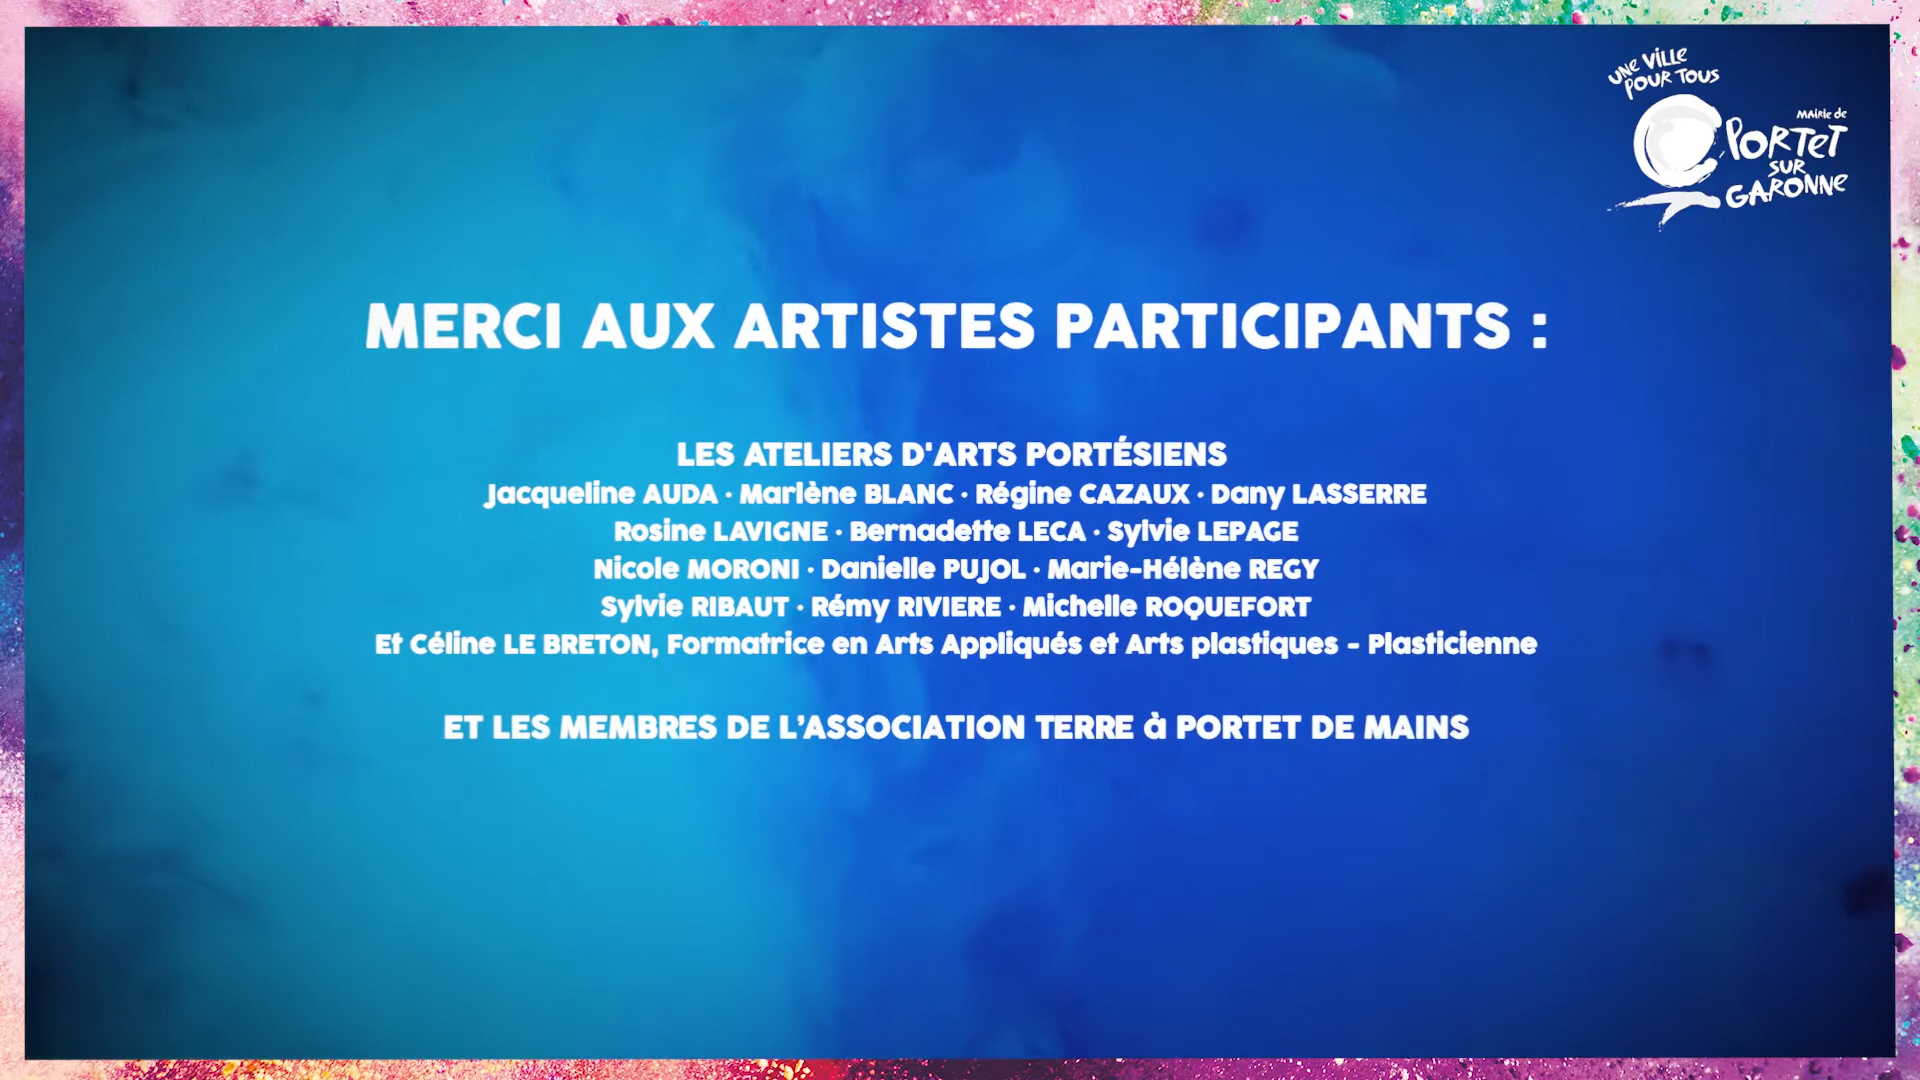 UNE VILLE
POUR TOUS
MAIRIE de
PORTET
SUR
GARONNE
MERCI AUX ARTISTES PARTICIPANTS :
LES ATELIERS D'ARTS PORTÉSIENS
Jacqueline AUDA · Marlène BLANC · Régine CAZAUX · Dany LASSERRE
Rosine LAVIGNE · Bernadette LECA · Sylvie LEPAGE
Nicole MORONI · Danielle PUJOL · Marie-Hélène REGY
Sylvie RIBAUT · Rémy RIVIERE · Michelle ROQUEFORT
Et Céline LE BRETON, Formatrice en Arts Appliqués et Arts plastiques - Plasticienne
ET LES MEMBRES DE L’ASSOCIATION TERRE à PORTET DE MAINS